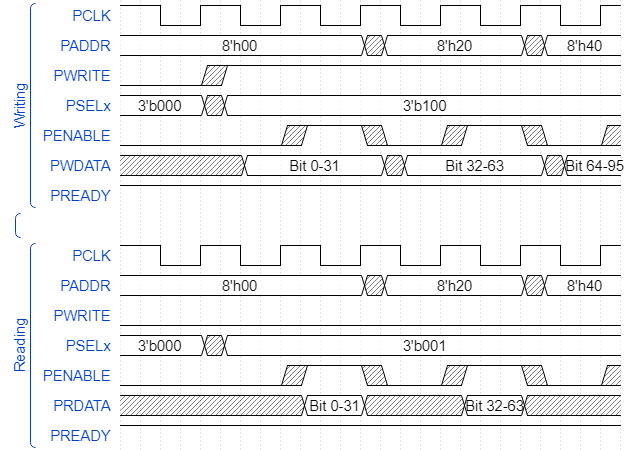 Writing
PCLK
PADDR 8'h00 8'h20 8'h40
PWRITE
PSELx 3'b000 3'b100
PENABLE
PWDATA Bit 0-31 Bit 32-63 Bit 64-95
PREADY
Reading
PCLK
PADDR 8'h00 8'h20 8'h40
PWRITE
PSELx 3'b000 3'b001
PENABLE
PRDATA Bit 0-31 Bit 32-63
PREADY